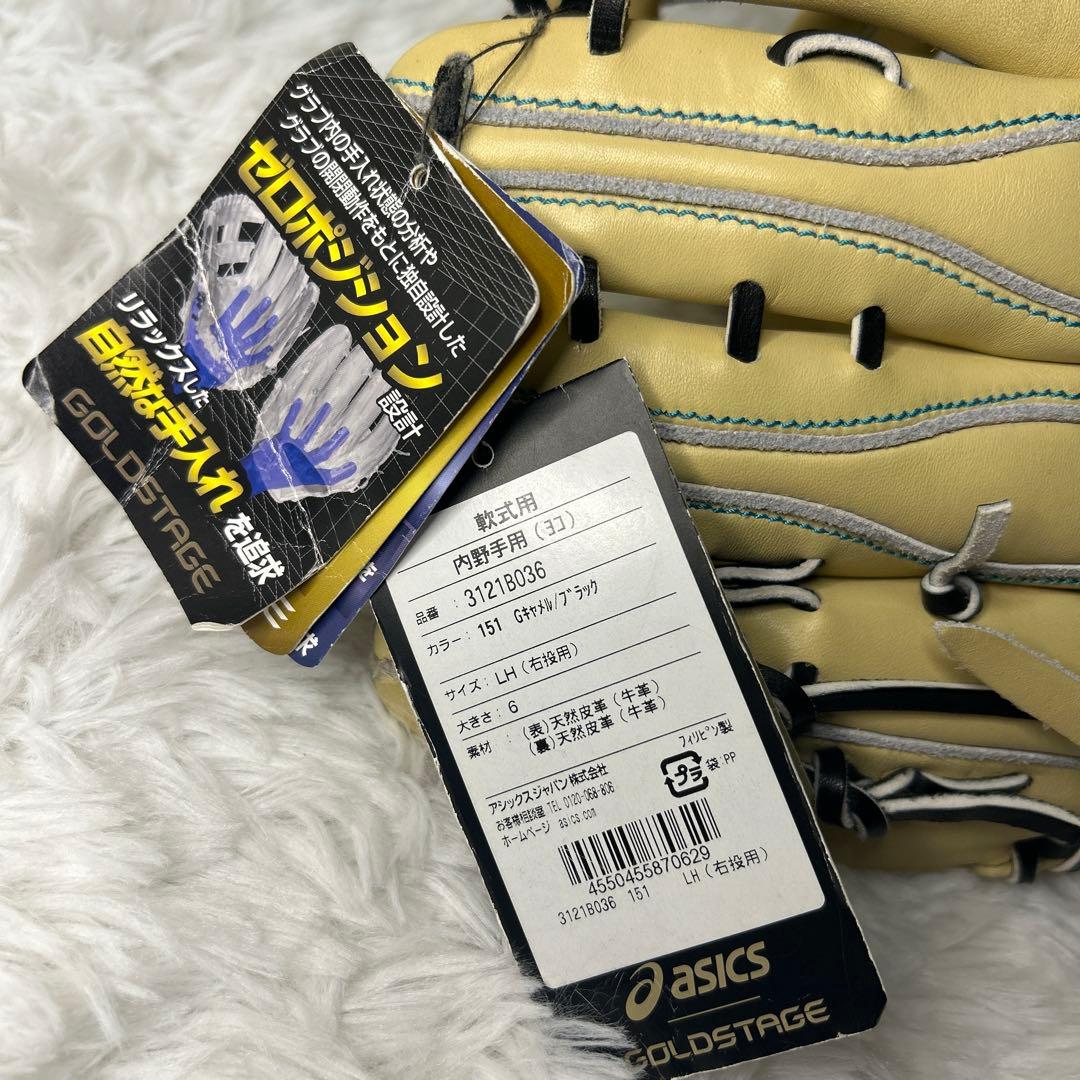 グラブ内の手入れ状態の分析や
グラブの開閉動作をもとに独自設計した
ゼロポジション設計
リラックスした
自然な手入れを追求
GOLDSTAGE
軟式用
内野手用(ヨコ)
品番 : 3121B036
カラー : 151 Gキャメル/ブラック
サイズ : LH(右投用)
大きさ : 6
素材 : (表)天然皮革(牛革)
(裏)天然皮革(牛革)
フィリピン製
アシックスジャパン株式会社
お客様相談室 TEL 0120-068-806
ホームページ asics.com
プラ 袋:PP
4550455870629
3121B036 151 LH(右投用)
asics
GOLDSTAGE